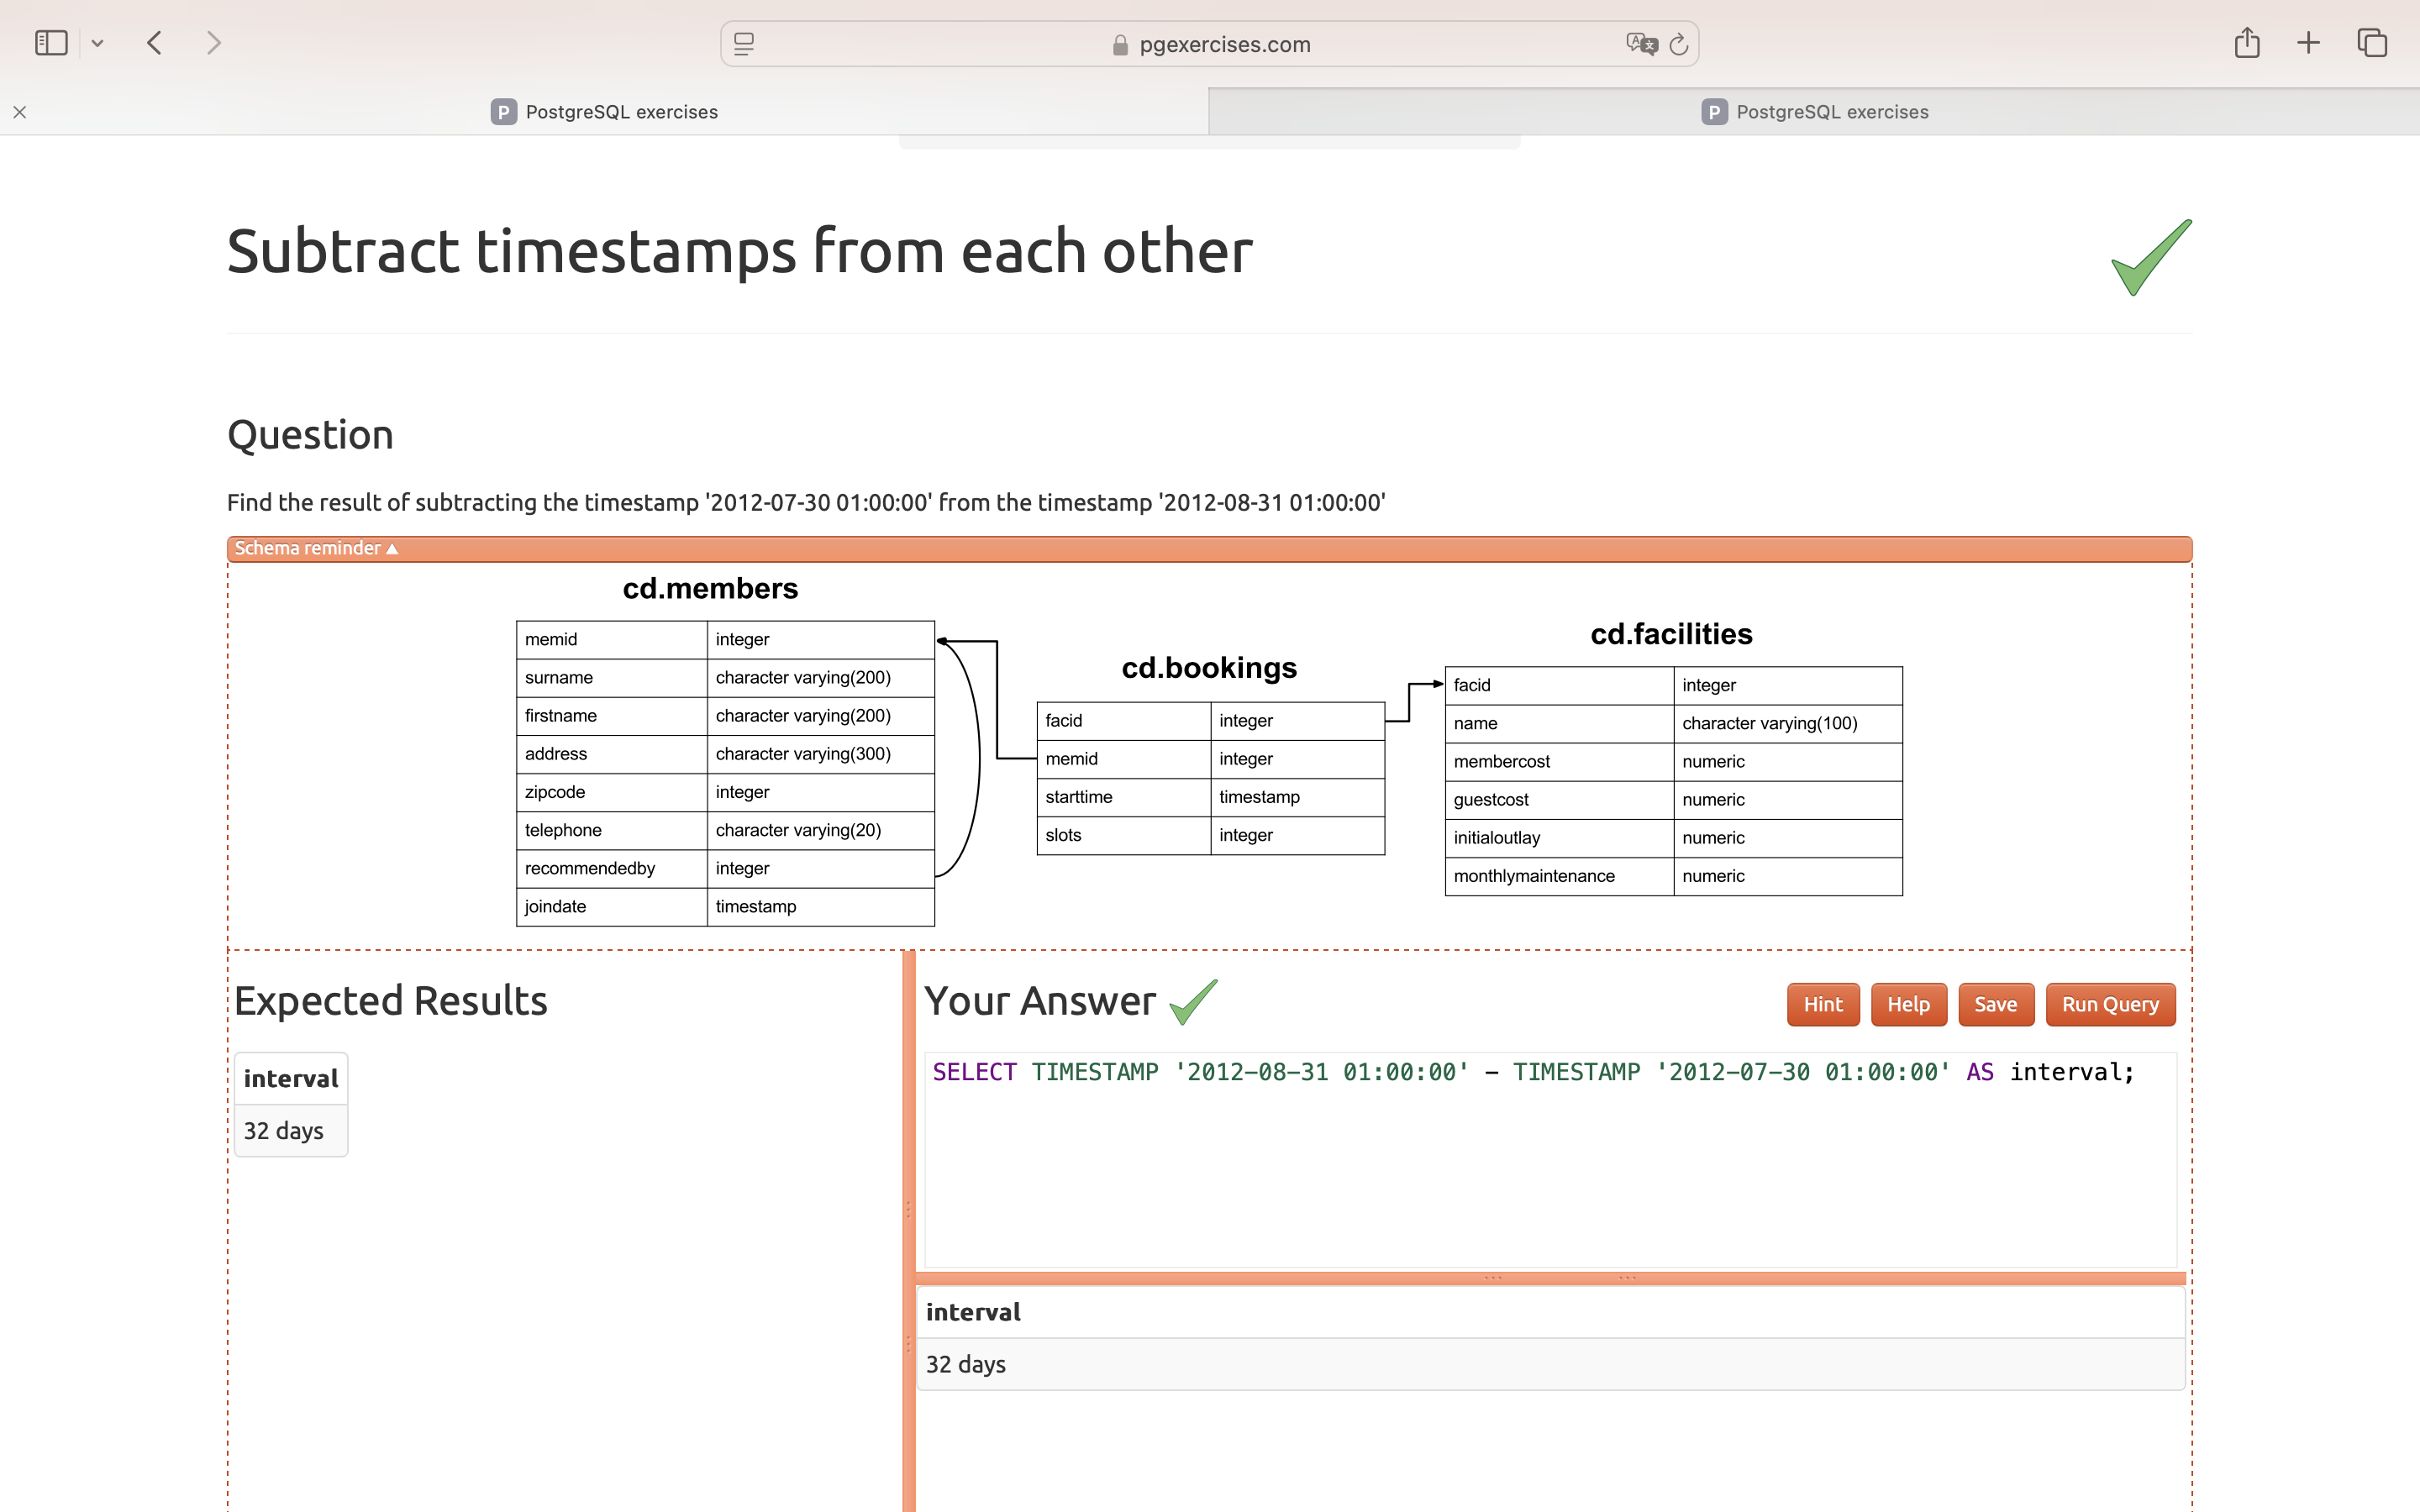 pgexercises.com
PostgreSQL exercises
PostgreSQL exercises
Subtract timestamps from each other
Question
Find the result of subtracting the timestamp '2012-07-30 01:00:00' from the timestamp '2012-08-31 01:00:00'
Schema reminder ▲
cd.members
memid integer
surname character varying(200)
firstname character varying(200)
address character varying(300)
zipcode integer
telephone character varying(20)
recommendedby integer
joindate timestamp
cd.bookings
facid integer
memid integer
starttime timestamp
slots integer
cd.facilities
facid integer
name character varying(100)
membercost numeric
guestcost numeric
initialoutlay numeric
monthlymaintenance numeric
Expected Results
interval
32 days
Your Answer
Hint Help Save Run Query
SELECT TIMESTAMP '2012-08-31 01:00:00' - TIMESTAMP '2012-07-30 01:00:00' AS interval;
interval
32 days